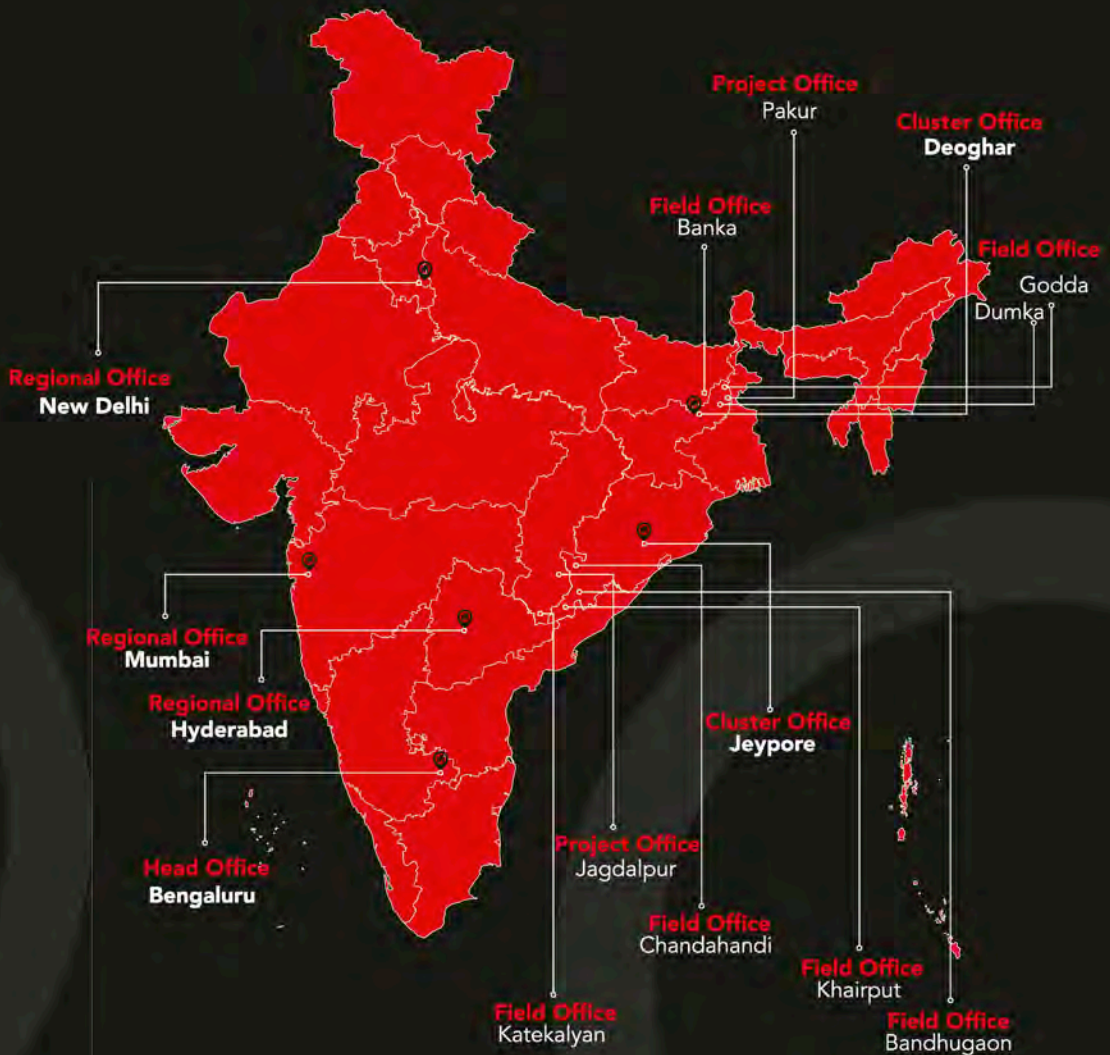 Project Office
Pakur
Cluster Office
Deoghar
Field Office
Banka
Field Office
Godda
Dumka
Regional Office
New Delhi
Regional Office
Mumbai
Regional Office
Hyderabad
Cluster Office
Jeypore
Head Office
Bengaluru
Project Office
Jagdalpur
Field Office
Chandahandi
Field Office
Khairput
Field Office
Katekalyan
Field Office
Bandhugaon